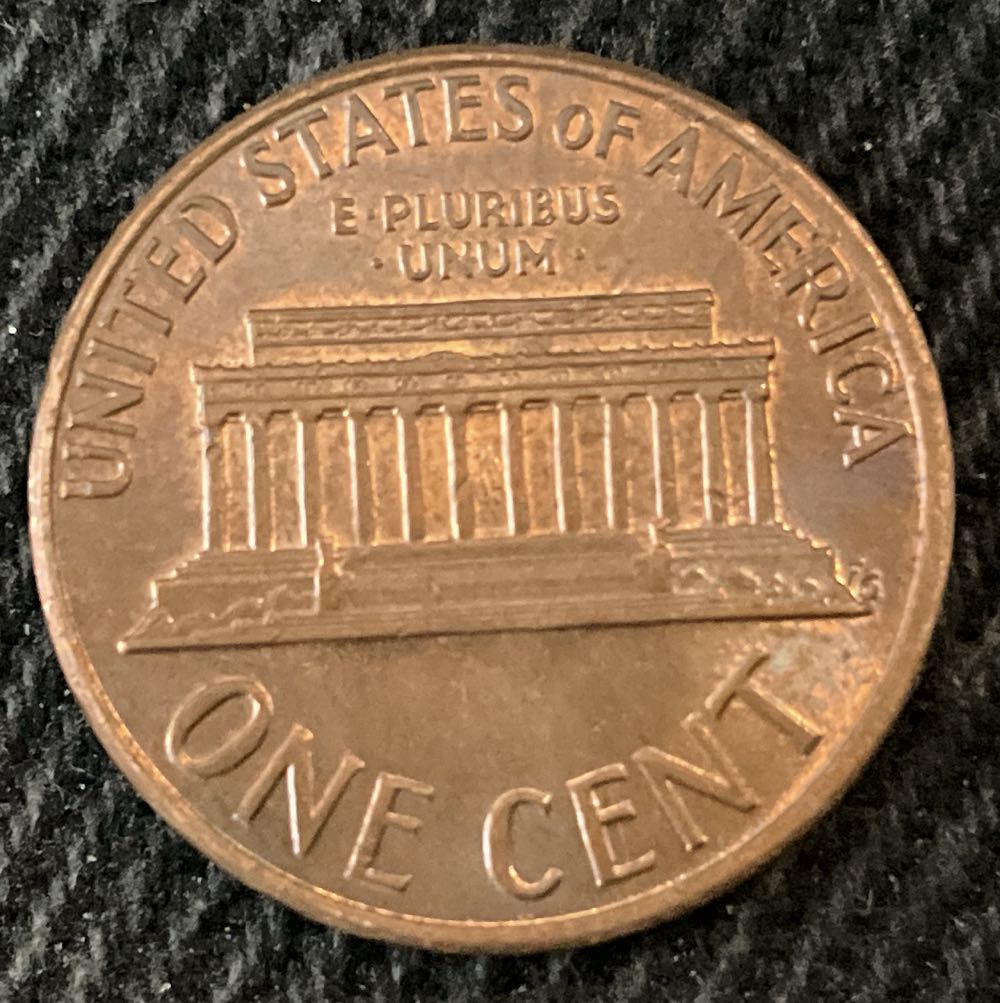 UNITED STATES OF AMERICA
E·PLURIBUS
·UNUM·
ONE CENT